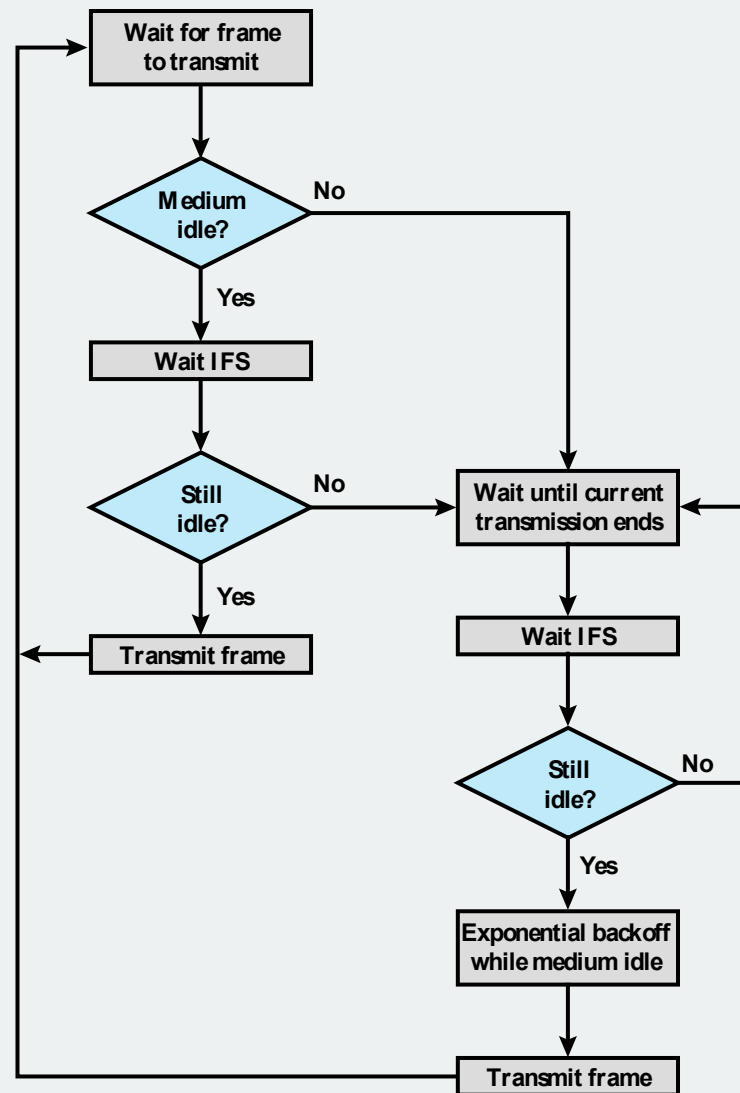 Wait for frame
to transmit
Medium
idle?
No
Yes
Wait IFS
Still
idle?
No
Yes
Transmit frame
Wait until current
transmission ends
Wait IFS
Still
idle?
No
Yes
Exponential backoff
while medium idle
Transmit frame